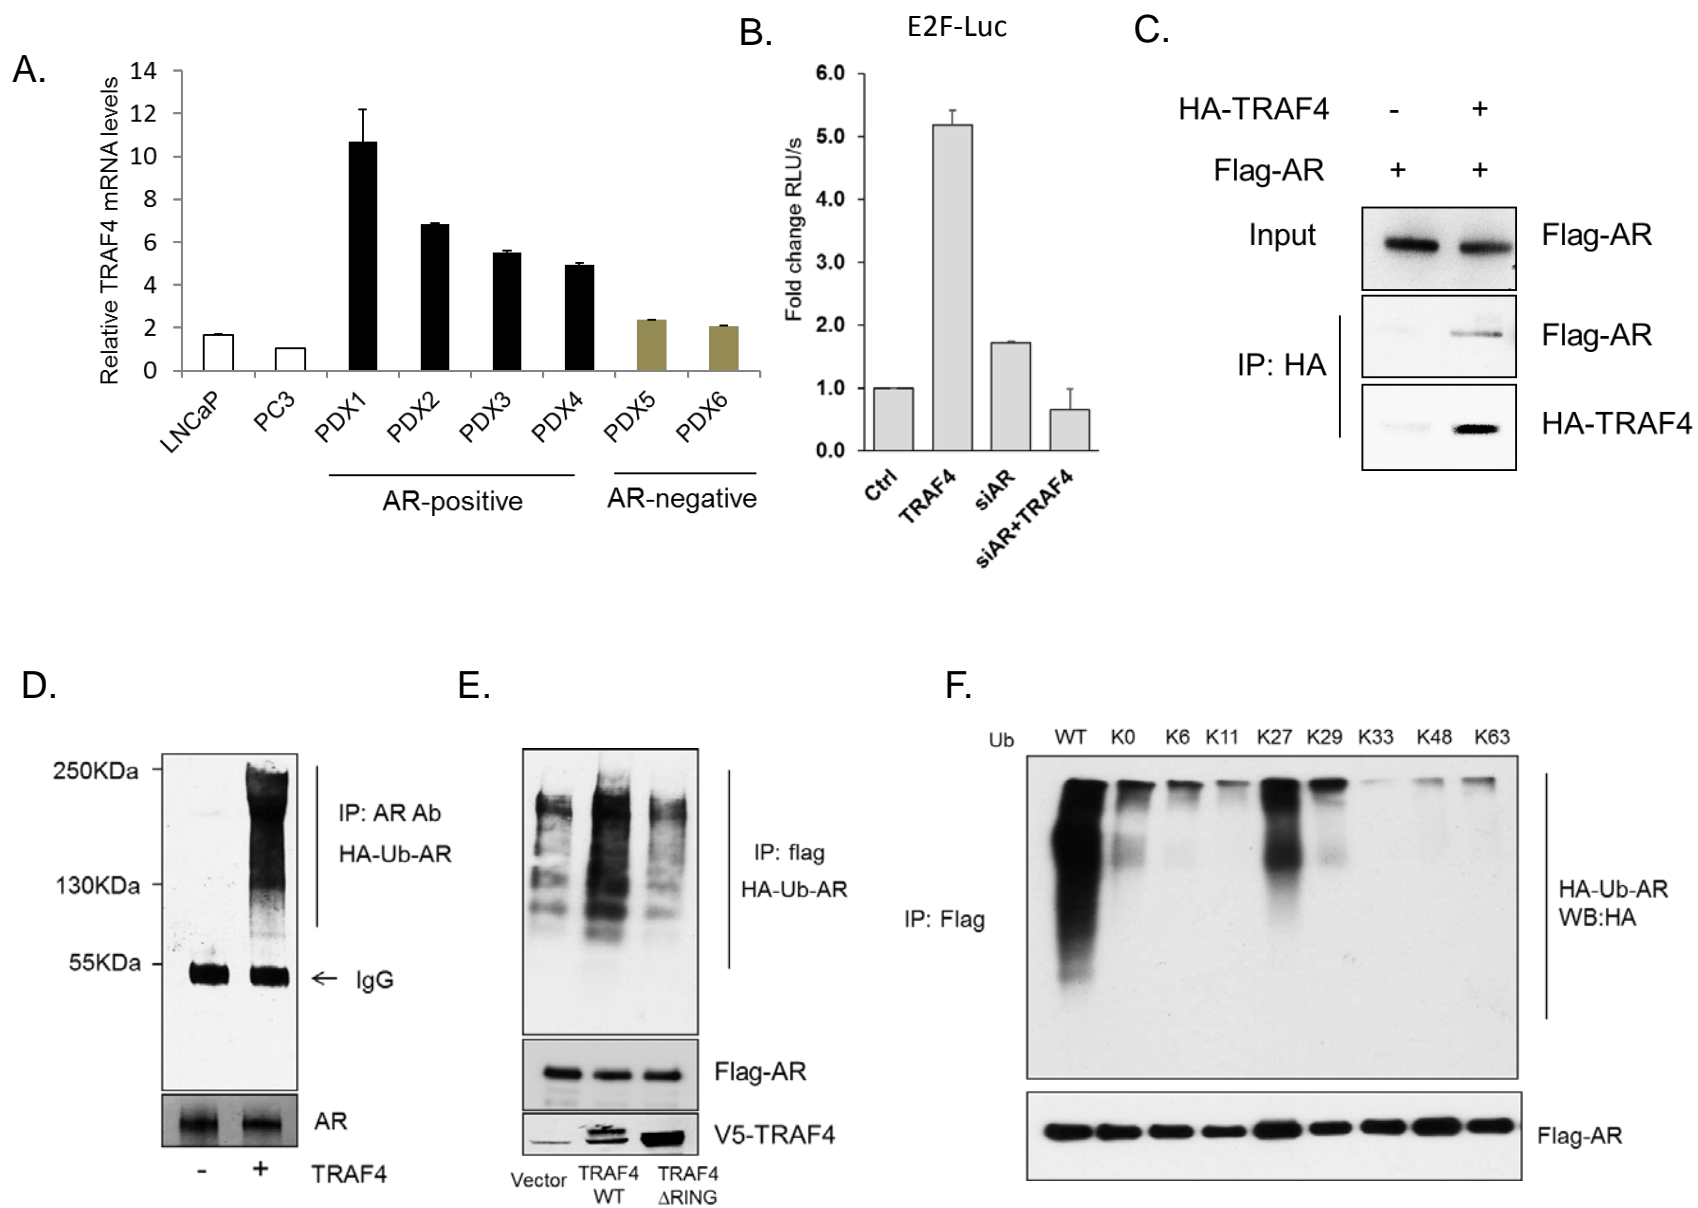 A.
Relative TRAF4 mRNA levels
14
12
10
8
6
4
2
0
LNCaP
PC3
PDX1
PDX2
PDX3
PDX4
PDX5
PDX6
AR-positive
AR-negative
B.
E2F-Luc
Fold change RLU/s
6.0
5.0
4.0
3.0
2.0
1.0
0.0
Ctrl
TRAF4
siAR
siAR+TRAF4
C.
HA-TRAF4 - +
Flag-AR + +
Input Flag-AR
IP: HA
Flag-AR
HA-TRAF4
D.
250KDa
130KDa
55KDa
IP: AR Ab
HA-Ub-AR
← IgG
AR
- + TRAF4
E.
IP: flag
HA-Ub-AR
Flag-AR
V5-TRAF4
Vector
TRAF4
WT
TRAF4
ΔRING
F.
Ub WT K0 K6 K11 K27 K29 K33 K48 K63
IP: Flag
HA-Ub-AR
WB:HA
Flag-AR